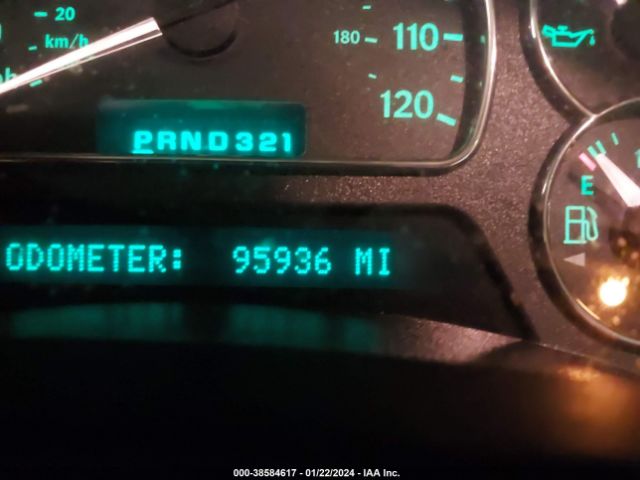 20
km/h
180 110
120
PRND321
E
ODOMETER: 95936 MI
000-38584617 - 01/22/2024 - IAA Inc.